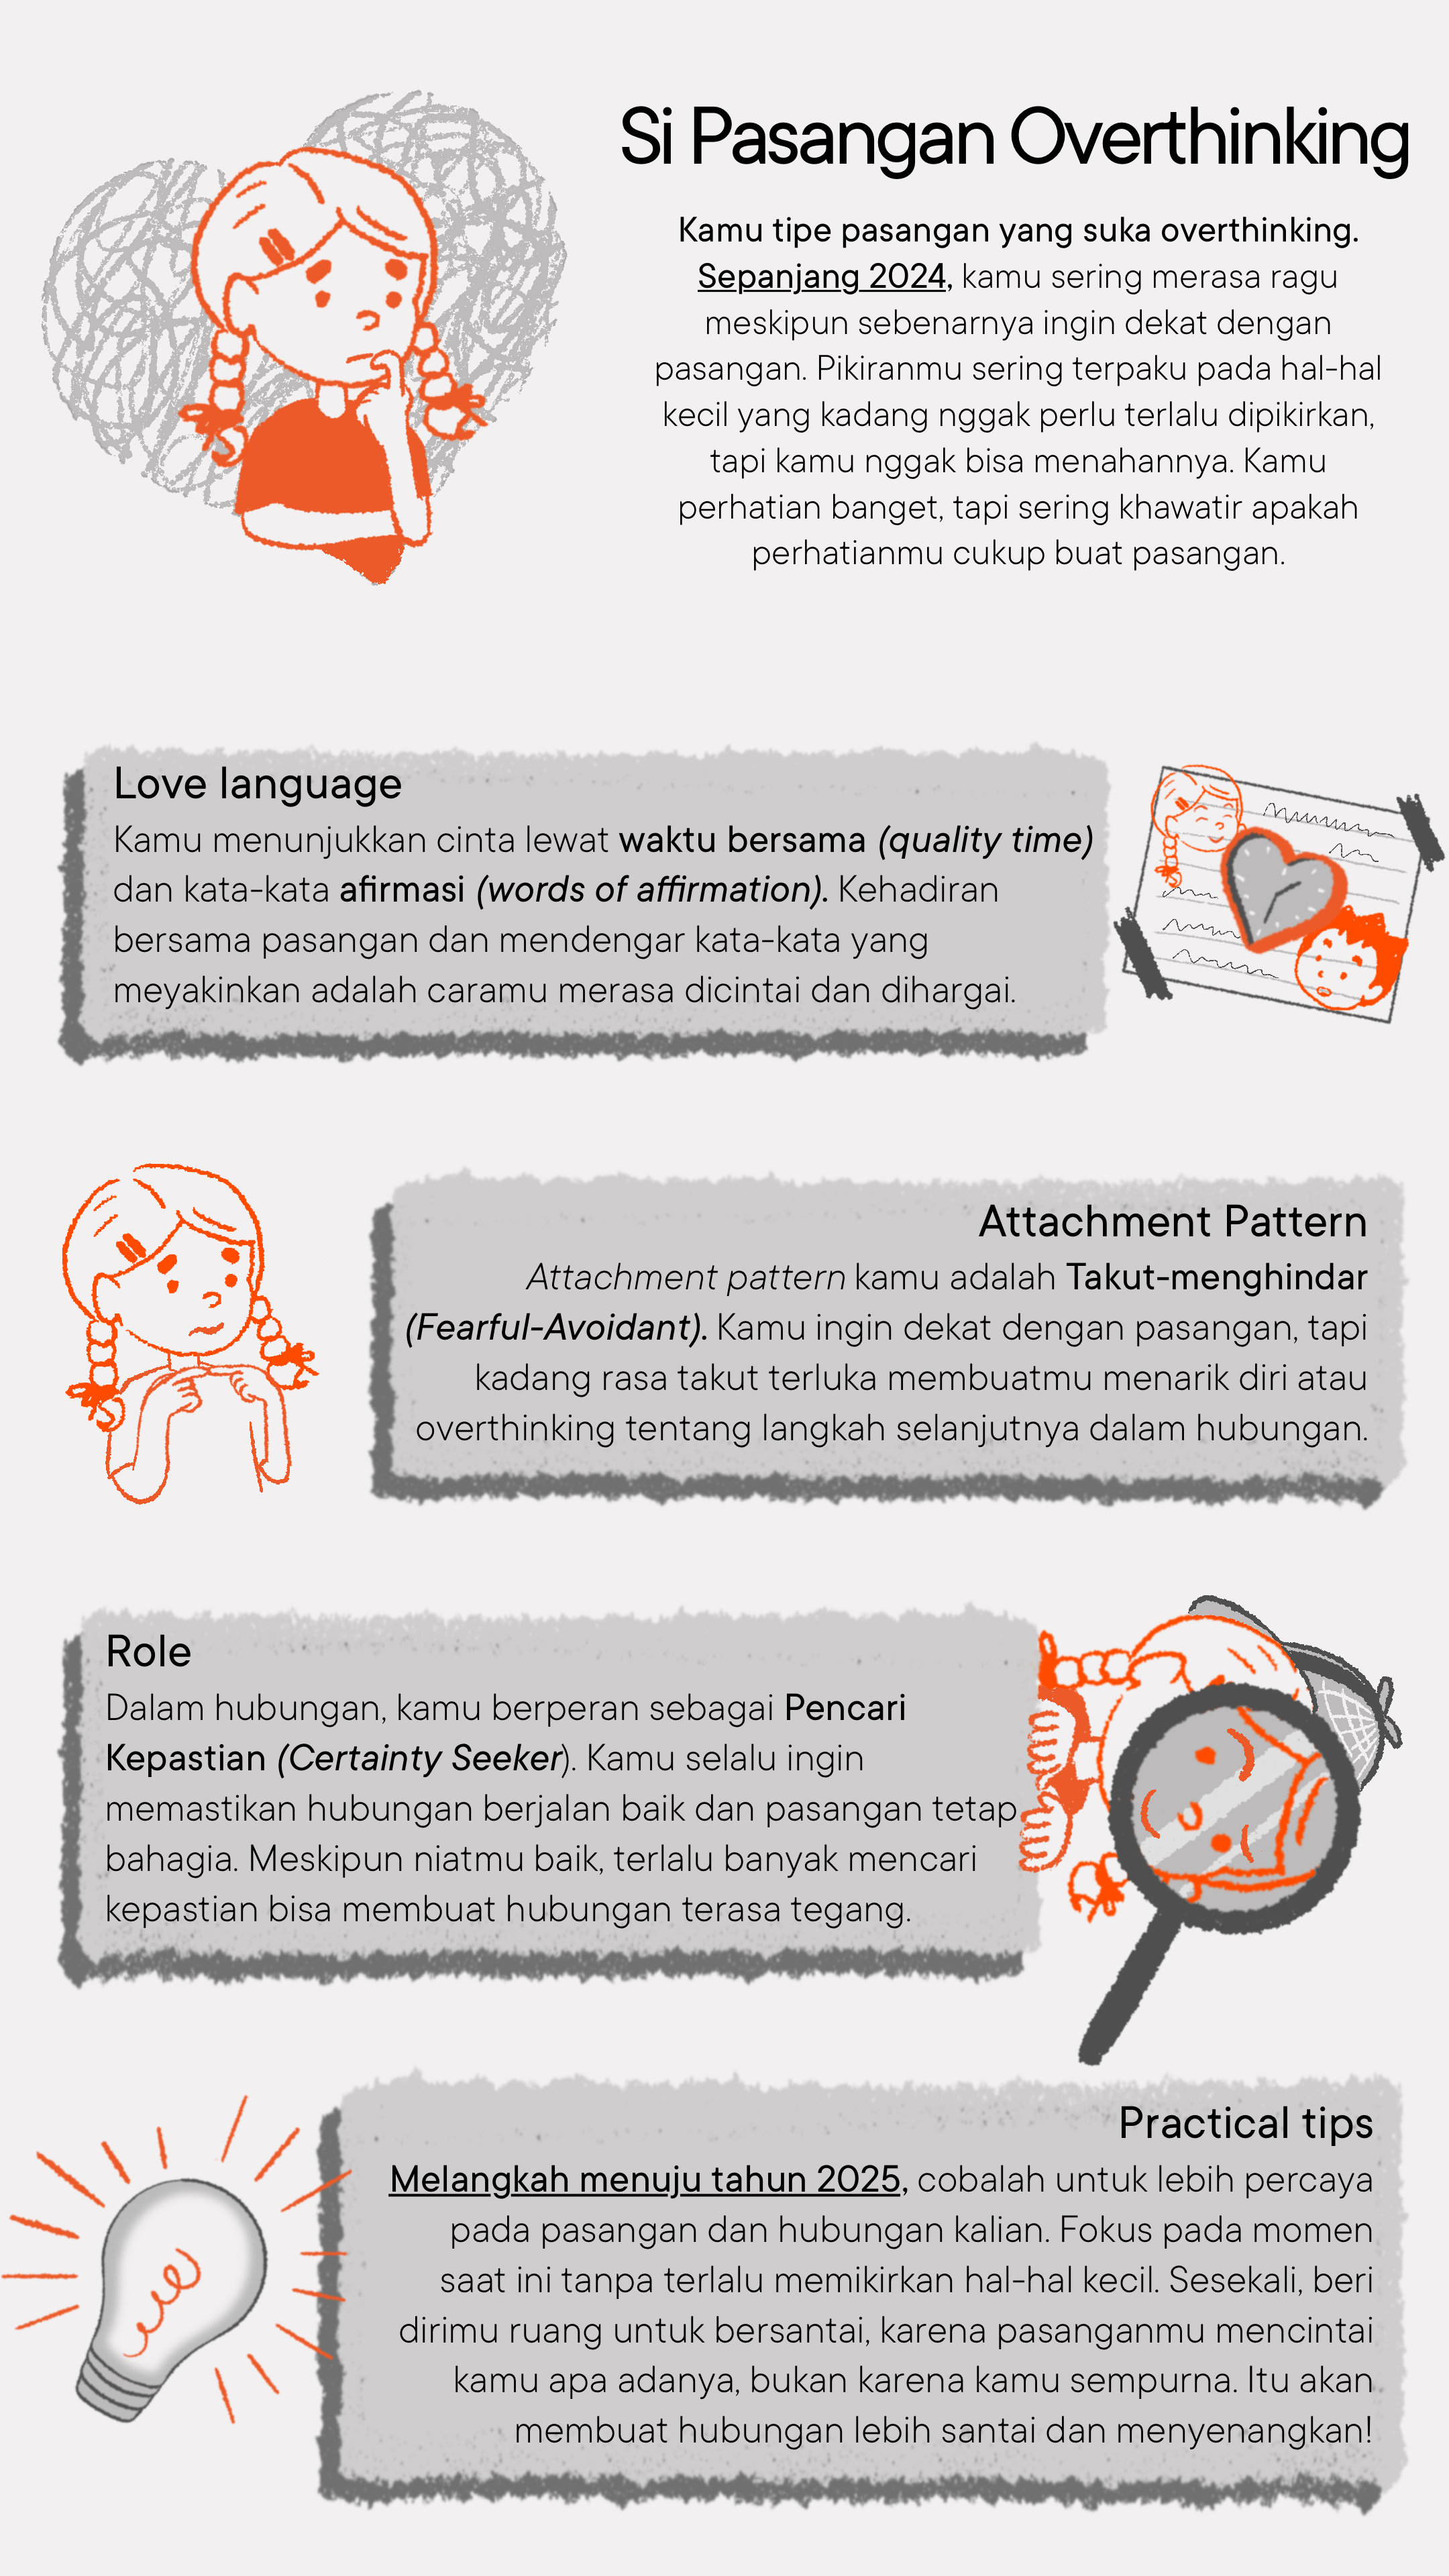 Si Pasangan Overthinking
Kamu tipe pasangan yang suka overthinking.
Sepanjang 2024, kamu sering merasa ragu
meskipun sebenarnya ingin dekat dengan
pasangan. Pikiranmu sering terpaku pada hal-hal
kecil yang kadang nggak perlu terlalu dipikirkan,
tapi kamu nggak bisa menahannya. Kamu
perhatian banget, tapi sering khawatir apakah
perhatianmu cukup buat pasangan.
Love language
Kamu menunjukkan cinta lewat waktu bersama (quality time)
dan kata-kata afirmasi (words of affirmation). Kehadiran
bersama pasangan dan mendengar kata-kata yang
meyakinkan adalah caramu merasa dicintai dan dihargai.
Attachment Pattern
Attachment pattern kamu adalah Takut-menghindar
(Fearful-Avoidant). Kamu ingin dekat dengan pasangan, tapi
kadang rasa takut terluka membuatmu menarik diri atau
overthinking tentang langkah selanjutnya dalam hubungan.
Role
Dalam hubungan, kamu berperan sebagai Pencari
Kepastian (Certainty Seeker). Kamu selalu ingin
memastikan hubungan berjalan baik dan pasangan tetap
bahagia. Meskipun niatmu baik, terlalu banyak mencari
kepastian bisa membuat hubungan terasa tegang.
Practical tips
Melangkah menuju tahun 2025, cobalah untuk lebih percaya
pada pasangan dan hubungan kalian. Fokus pada momen
saat ini tanpa terlalu memikirkan hal-hal kecil. Sesekali, beri
dirimu ruang untuk bersantai, karena pasanganmu mencintai
kamu apa adanya, bukan karena kamu sempurna. Itu akan
membuat hubungan lebih santai dan menyenangkan!